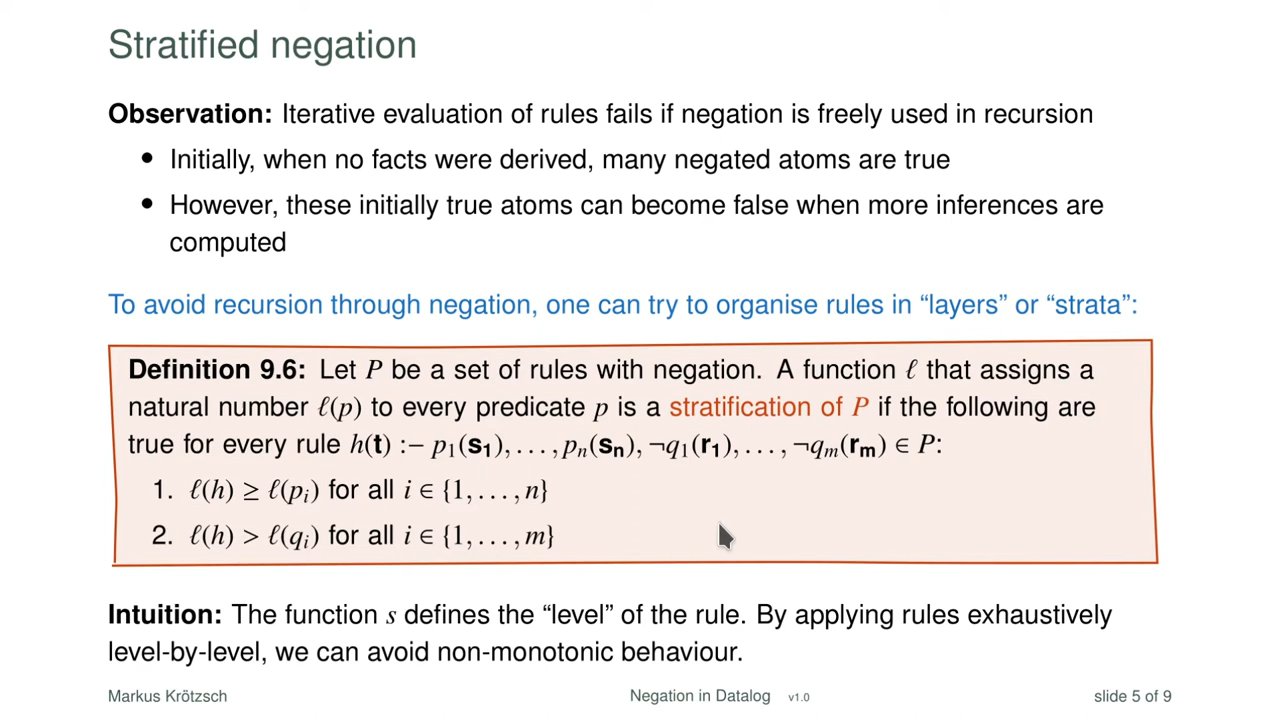 Stratified negation
Observation: Iterative evaluation of rules fails if negation is freely used in recursion
• Initially, when no facts were derived, many negated atoms are true
• However, these initially true atoms can become false when more inferences are
computed
To avoid recursion through negation, one can try to organise rules in “layers” or “strata”:
Definition 9.6: Let P be a set of rules with negation. A function ℓ that assigns a
natural number ℓ(p) to every predicate p is a stratification of P if the following are
true for every rule h(t) :− p₁(s₁), . . . , pₙ(sₙ), ¬q₁(r₁), . . . , ¬qₘ(rₘ) ∈ P:
1. ℓ(h) ≥ ℓ(pᵢ) for all i ∈ {1, . . . , n}
2. ℓ(h) > ℓ(qᵢ) for all i ∈ {1, . . . , m}
Intuition: The function s defines the “level” of the rule. By applying rules exhaustively
level-by-level, we can avoid non-monotonic behaviour.
Markus Krötzsch Negation in Datalog v1.0 slide 5 of 9